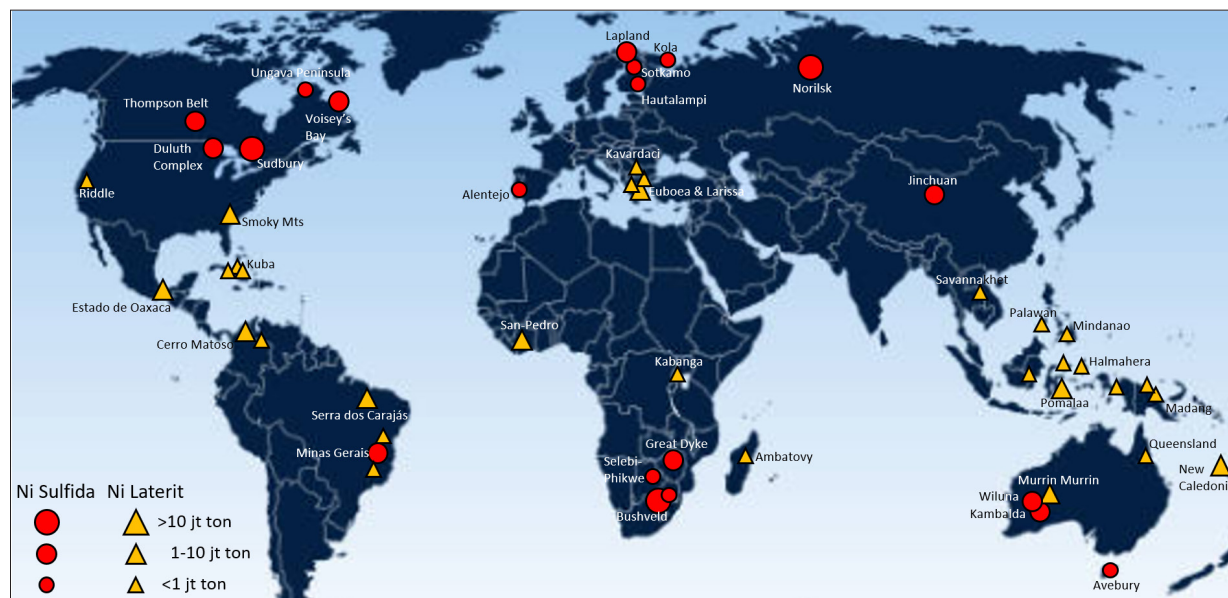 Lapland
Kola
Ungava Peninsula
Sotkamo
Norilsk
Hautalampi
Thompson Belt
Voisey's
Bay
Duluth
Complex
Sudbury
Kavardaci
Jinchuan
Riddle
Alentejo
Euboea & Larissa
Smoky Mts
Kuba
Savannakhet
Estado de Oaxaca
Palawan
Mindanao
San-Pedro
Cerro Matoso
Kabanga
Halmahera
Pomalaa
Madang
Serra dos Carajás
Minas Gerais
Great Dyke
Selebi-
Phikwe
Ambatovy
Queensland
New
Caledoni
Murrin Murrin
Wiluna
Kambalda
Bushveld
Avebury
Ni Sulfida
Ni Laterit
>10 jt ton
1-10 jt ton
<1 jt ton